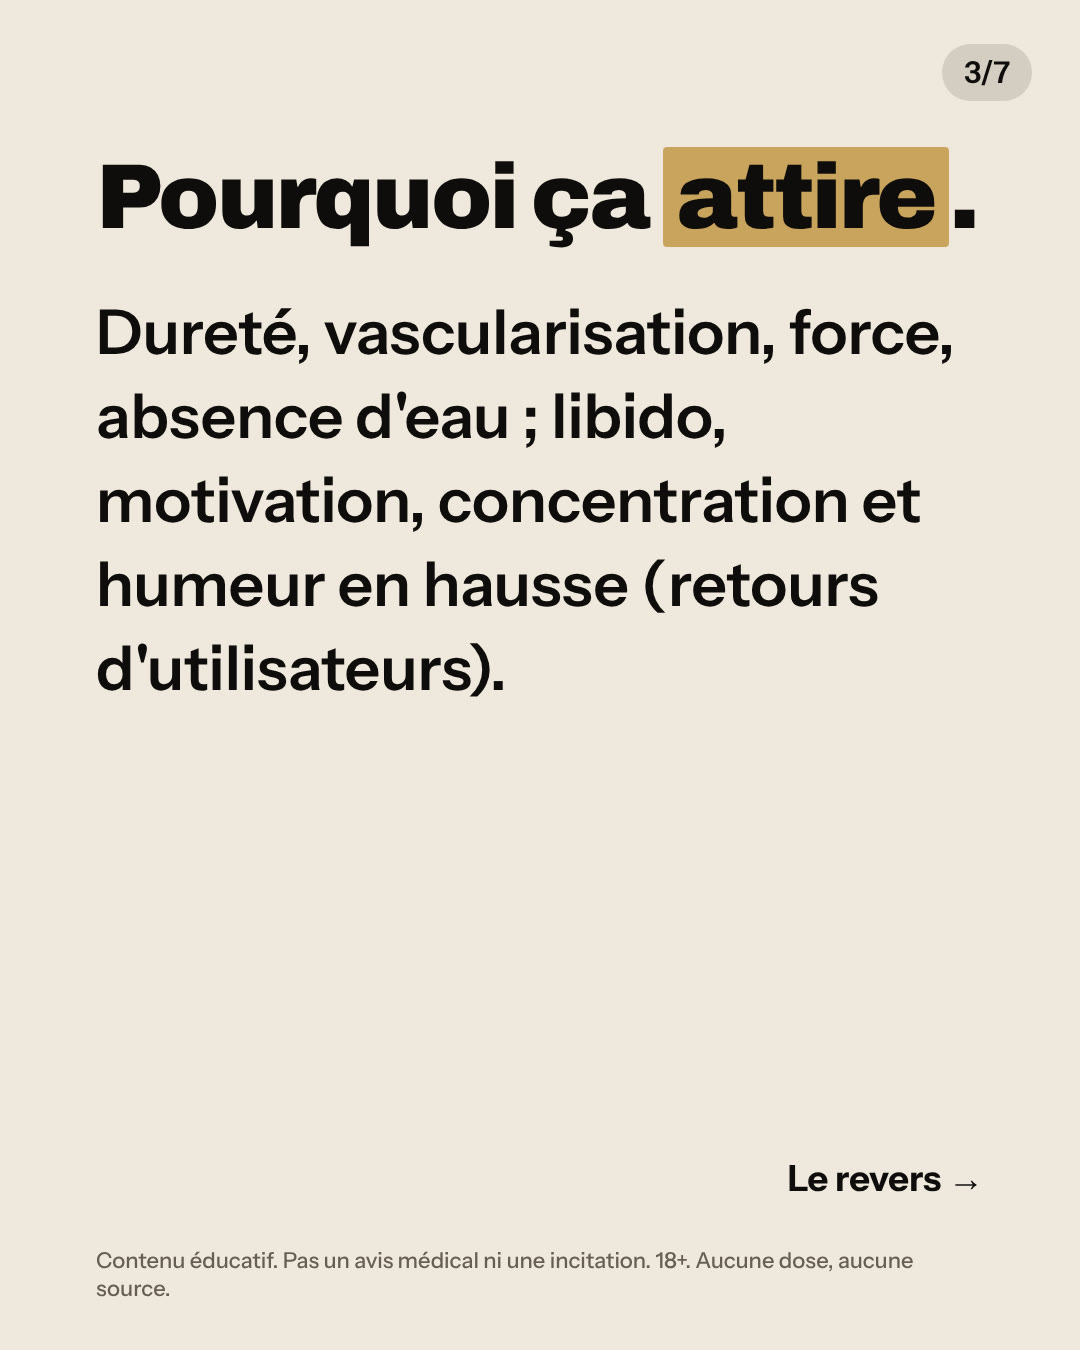 3/7
Pourquoi ça attire.
Dureté, vascularisation, force,
absence d'eau ; libido,
motivation, concentration et
humeur en hausse (retours
d'utilisateurs).
Le revers →
Contenu éducatif. Pas un avis médical ni une incitation. 18+. Aucune dose, aucune
source.